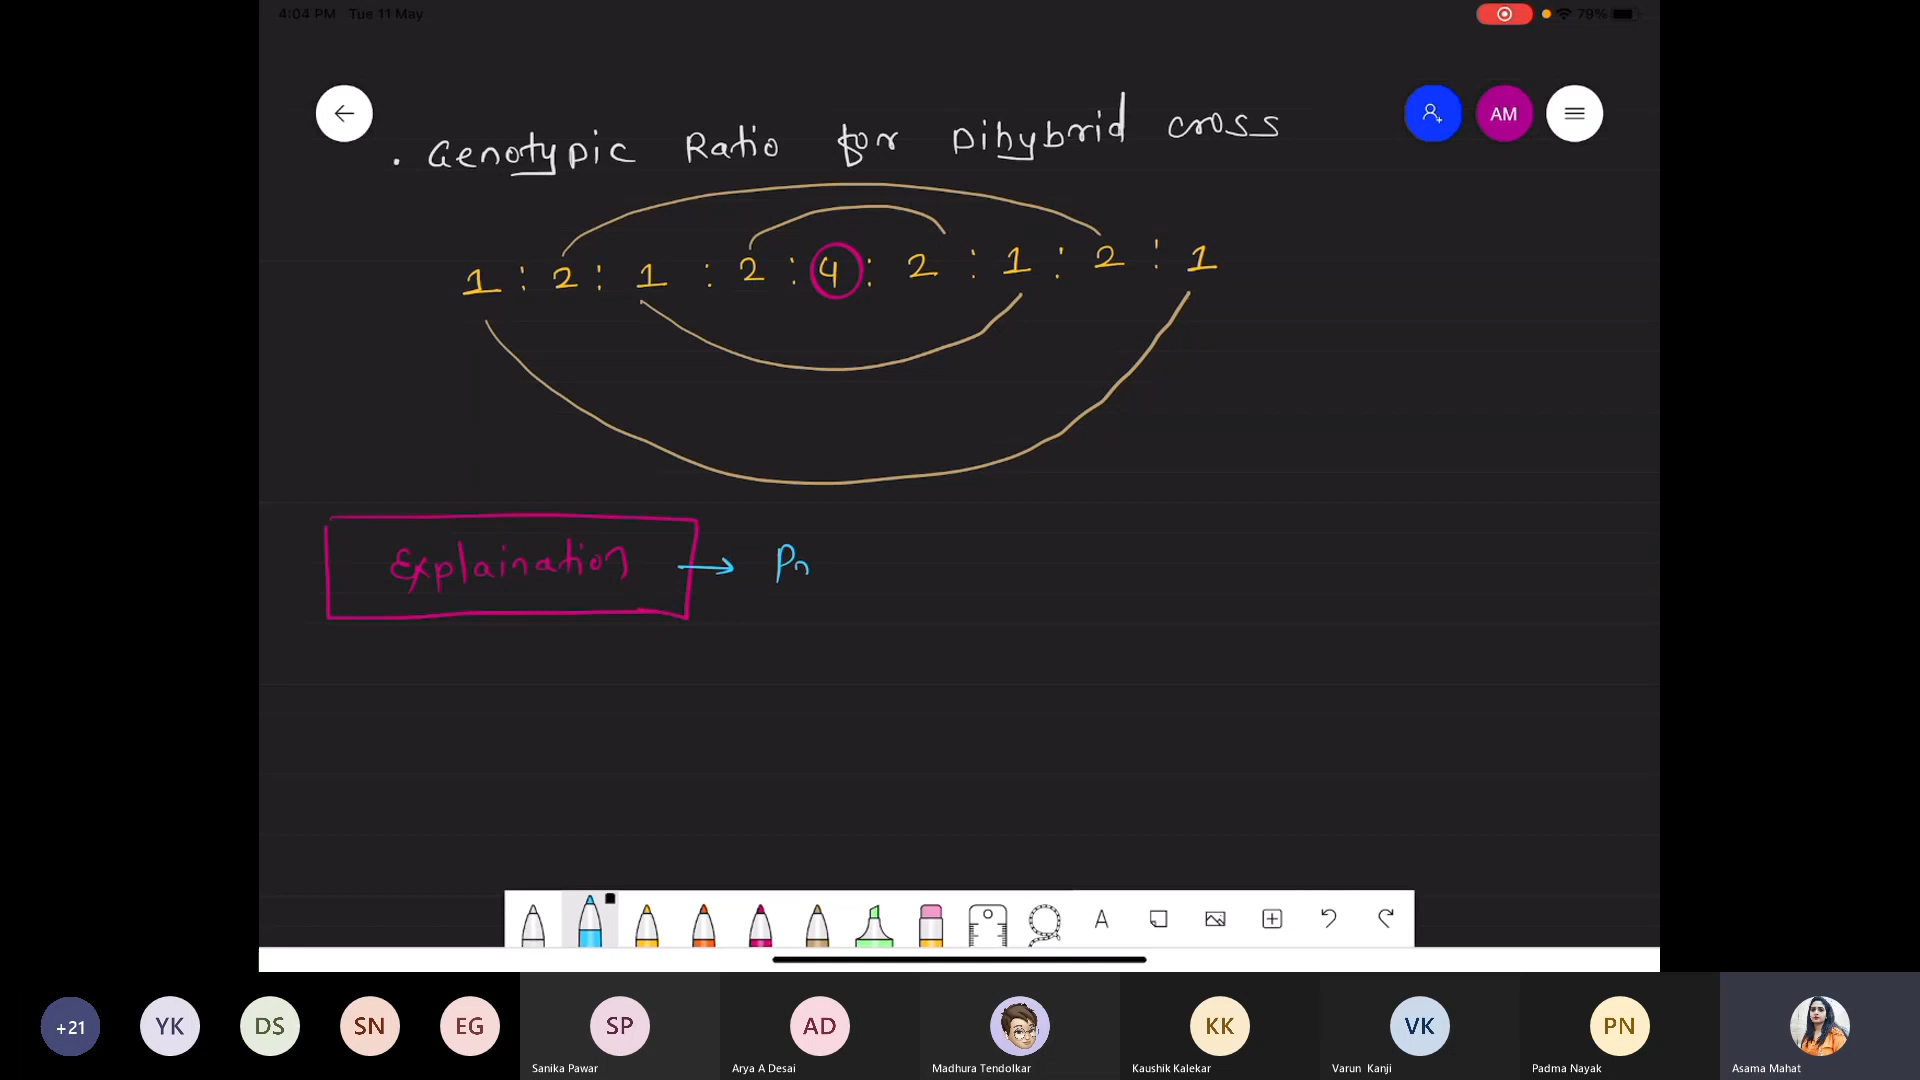 4:04 PM Tue 11 May
79%
. Genotypic Ratio for Dihybrid cross
AM
1 : 2 : 1 : 2 : 4 : 2 : 1 : 2 : 1
Explaination → Pn
A
+21 YK DS SN EG SP AD KK VK PN
Sanika Pawar Arya A Desai Madhura Tendolkar Kaushik Kalekar Varun Kanji Padma Nayak Asama Mahat